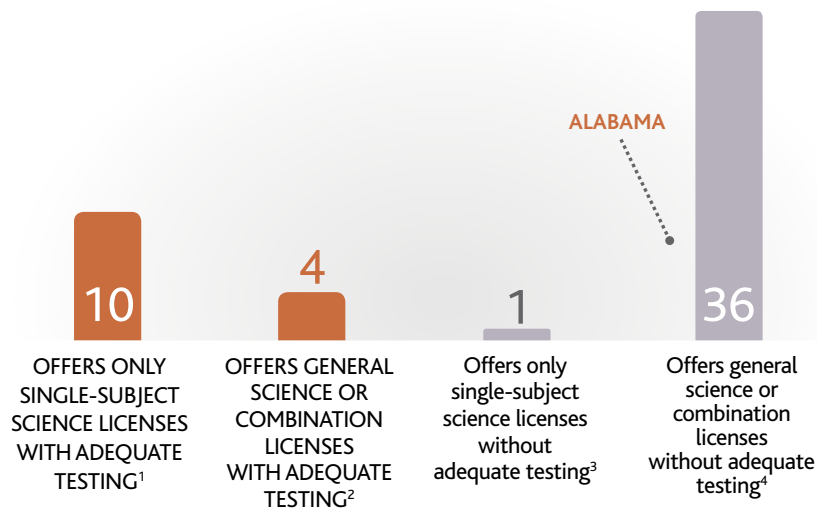 ALABAMA
10
4
1
36
OFFERS ONLY
SINGLE-SUBJECT
SCIENCE LICENSES
WITH ADEQUATE
TESTING¹
OFFERS GENERAL
SCIENCE OR
COMBINATION
LICENSES
WITH ADEQUATE
TESTING²
Offers only
single-subject
science licenses
without
adequate testing³
Offers general
science or
combination
licenses
without adequate
testing⁴